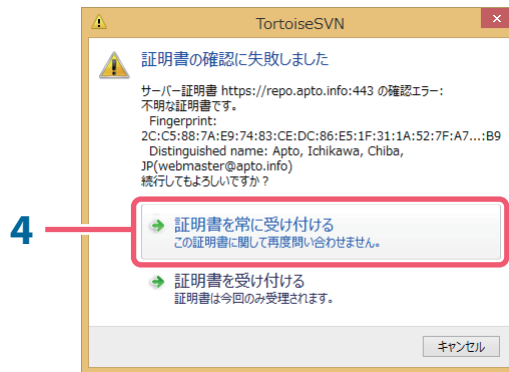 TortoiseSVN
証明書の確認に失敗しました
サーバー証明書 https://repo.apto.info:443 の確認エラー:
不明な証明書です。
Fingerprint:
2C:C5:88:7A:E9:74:83:CE:DC:86:E5:1F:31:1A:52:7F:A7...:B9
Distinguished name: Apto, Ichikawa, Chiba,
JP(webmaster@apto.info)
続行してもよろしいですか？
4
証明書を常に受け付ける
この証明書に関して再度問い合わせません。
証明書を受け付ける
証明書は今回のみ受理されます。
キャンセル